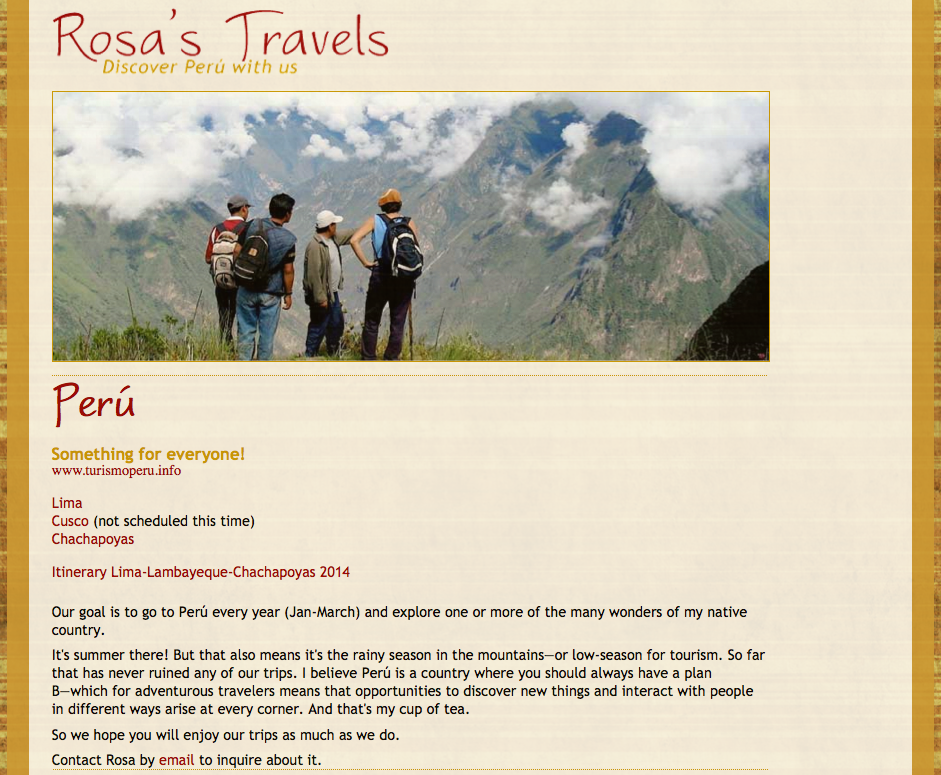 Rosa's Travels
Discover Perú with us
Perú
Something for everyone!
www.turismoperu.info
Lima
Cusco (not scheduled this time)
Chachapoyas
Itinerary Lima-Lambayeque-Chachapoyas 2014
Our goal is to go to Perú every year (Jan-March) and explore one or more of the many wonders of my native
country.
It's summer there! But that also means it's the rainy season in the mountains—or low-season for tourism. So far
that has never ruined any of our trips. I believe Perú is a country where you should always have a plan
B—which for adventurous travelers means that opportunities to discover new things and interact with people
in different ways arise at every corner. And that's my cup of tea.
So we hope you will enjoy our trips as much as we do.
Contact Rosa by email to inquire about it.